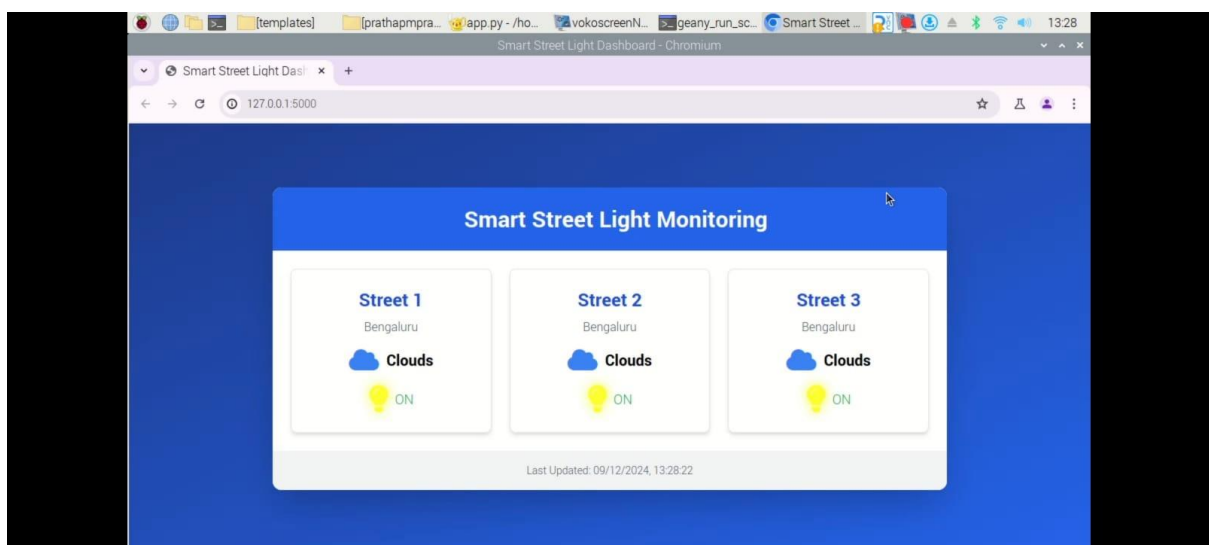 [templates] [prathapmpra... app.py - /ho... vokoscreenN... geany_run_sc... Smart Street ... 13:28
Smart Street Light Dashboard - Chromium
Smart Street Light Dash
127.0.0.1:5000
Smart Street Light Monitoring
Street 1 Street 2 Street 3
Bengaluru Bengaluru Bengaluru
Clouds Clouds Clouds
ON ON ON
Last Updated: 09/12/2024, 13:28:22